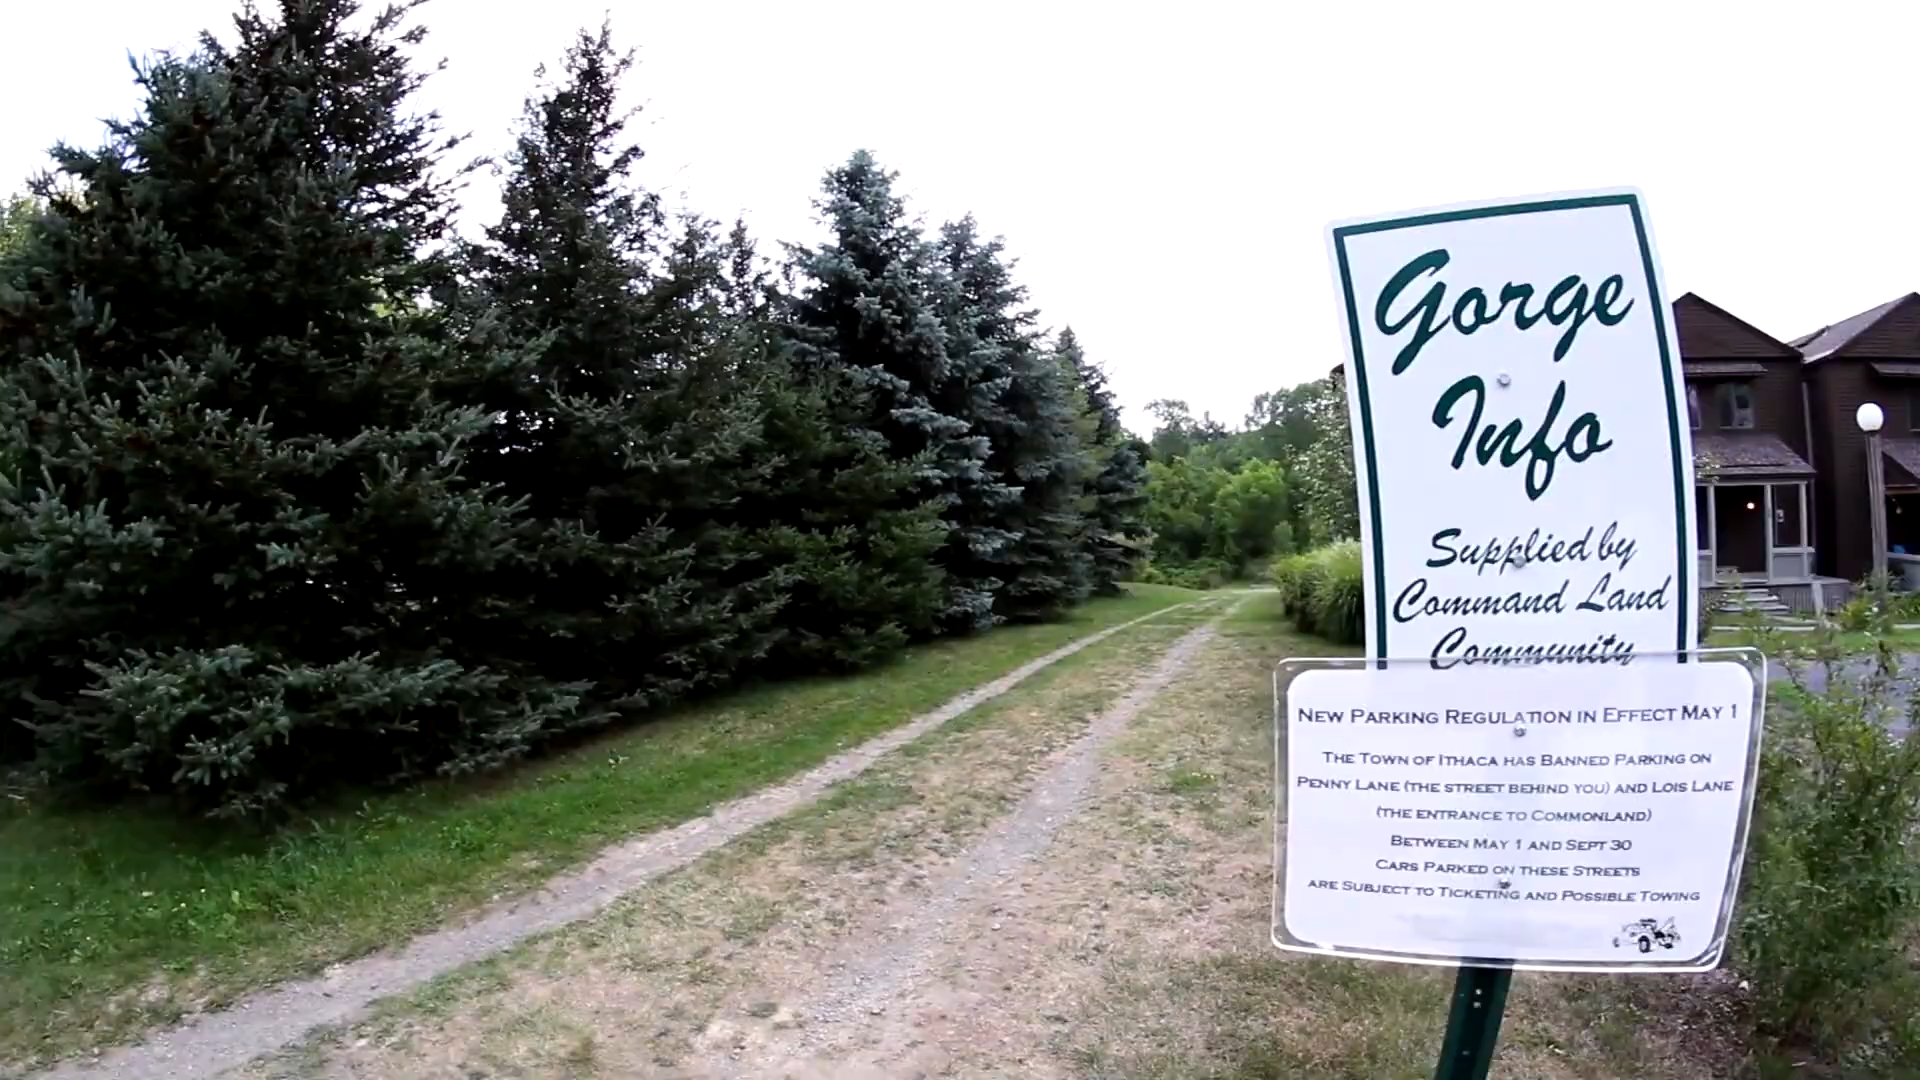 Gorge
Info
Supplied by
Command Land
Community
NEW PARKING REGULATION IN EFFECT MAY 1
THE TOWN OF ITHACA HAS BANNED PARKING ON
PENNY LANE (THE STREET BEHIND YOU) AND LOIS LANE
(THE ENTRANCE TO COMMONLAND)
BETWEEN MAY 1 AND SEPT 30
CARS PARKED ON THESE STREETS
ARE SUBJECT TO TICKETING AND POSSIBLE TOWING